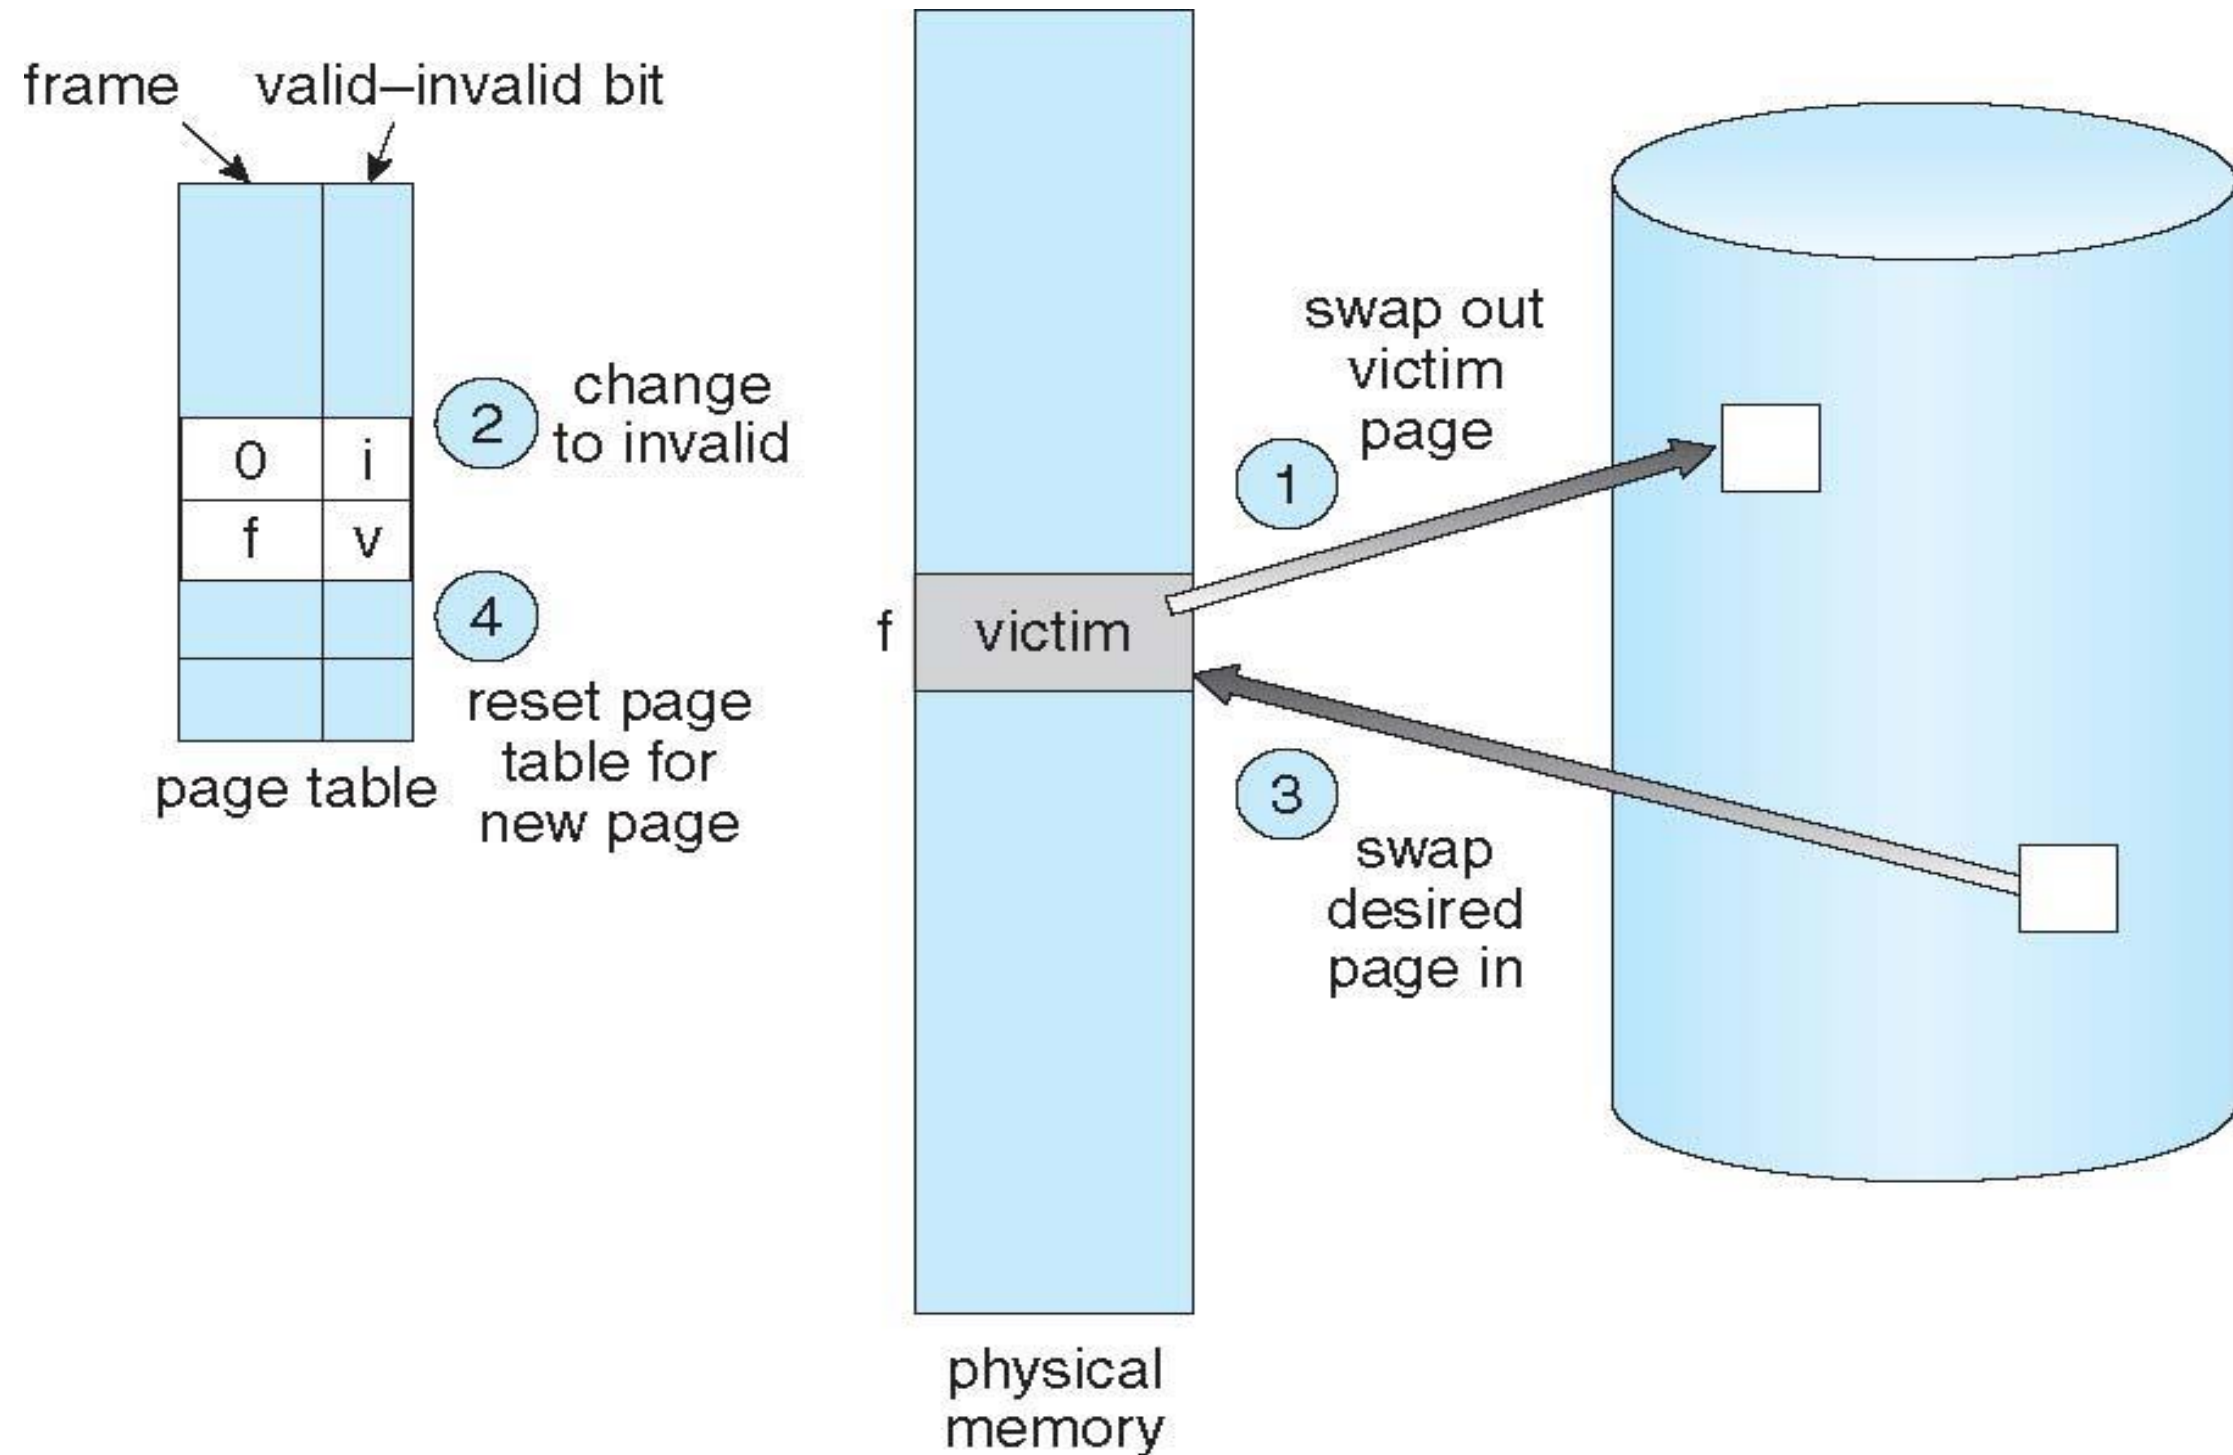 frame
valid–invalid bit
0
i
f
v
2
change
to invalid
4
reset page
table for
new page
page table
f
victim
physical
memory
1
swap out
victim
page
3
swap
desired
page in